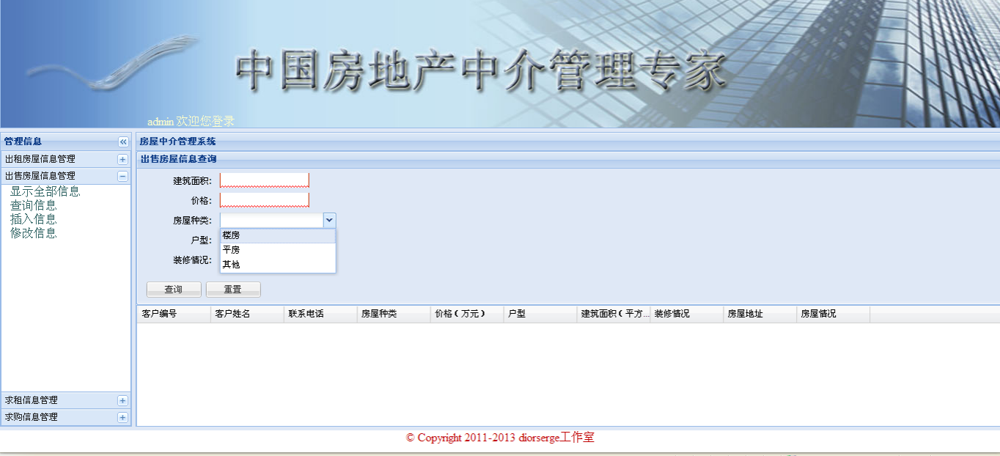 中国房地产中介管理专家
admin 欢迎您登录
管理信息
房屋中介管理系统
出租房屋信息管理
出售房屋信息查询
出售房屋信息管理
显示全部信息
查询信息
插入信息
修改信息
建筑面积:
价格:
房屋种类:
户型:
装修情况:
楼房
平房
其他
查询 重置
客户编号 客户姓名 联系电话 房屋种类 价格（万元） 户型 建筑面积（平方... 装修情况 房屋地址 房屋情况
求租信息管理
求购信息管理
© Copyright 2011-2013 diorserge工作室